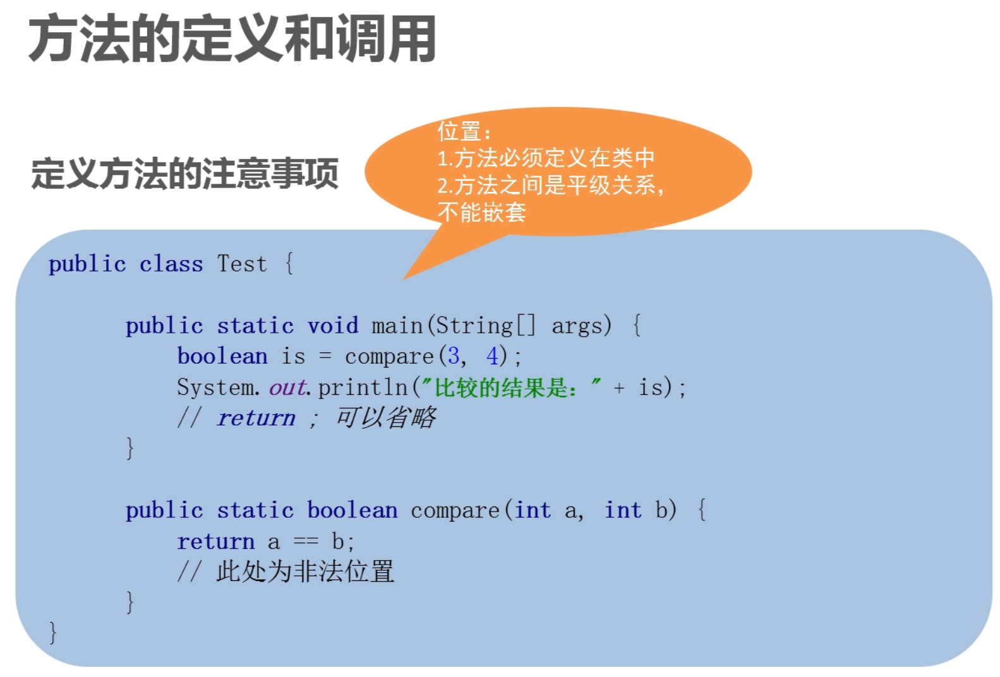 方法的定义和调用
定义方法的注意事项
位置：
1.方法必须定义在类中
2.方法之间是平级关系，
不能嵌套
public class Test {
public static void main(String[] args) {
boolean is = compare(3, 4);
System.out.println("比较的结果是：" + is);
// return ; 可以省略
}
public static boolean compare(int a, int b) {
return a == b;
// 此处为非法位置
}
}